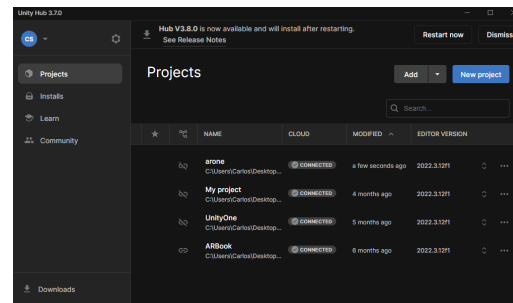 Unity Hub 3.7.0
CS
Hub V3.8.0 is now available and will install after restarting.
See Release Notes
Restart now
Dismiss
Projects
Installs
Learn
Community
Downloads
Projects
Add
New project
Search...
NAME CLOUD MODIFIED EDITOR VERSION
arone
C:\Users\Carlos\Desktop...
CONNECTED
a few seconds ago
2022.3.12f1
My project
C:\Users\Carlos\Desktop...
CONNECTED
4 months ago
2022.3.12f1
UnityOne
C:\Users\Carlos\Desktop...
CONNECTED
5 months ago
2022.3.12f1
ARBook
C:\Users\Carlos\Desktop...
CONNECTED
6 months ago
2022.3.12f1